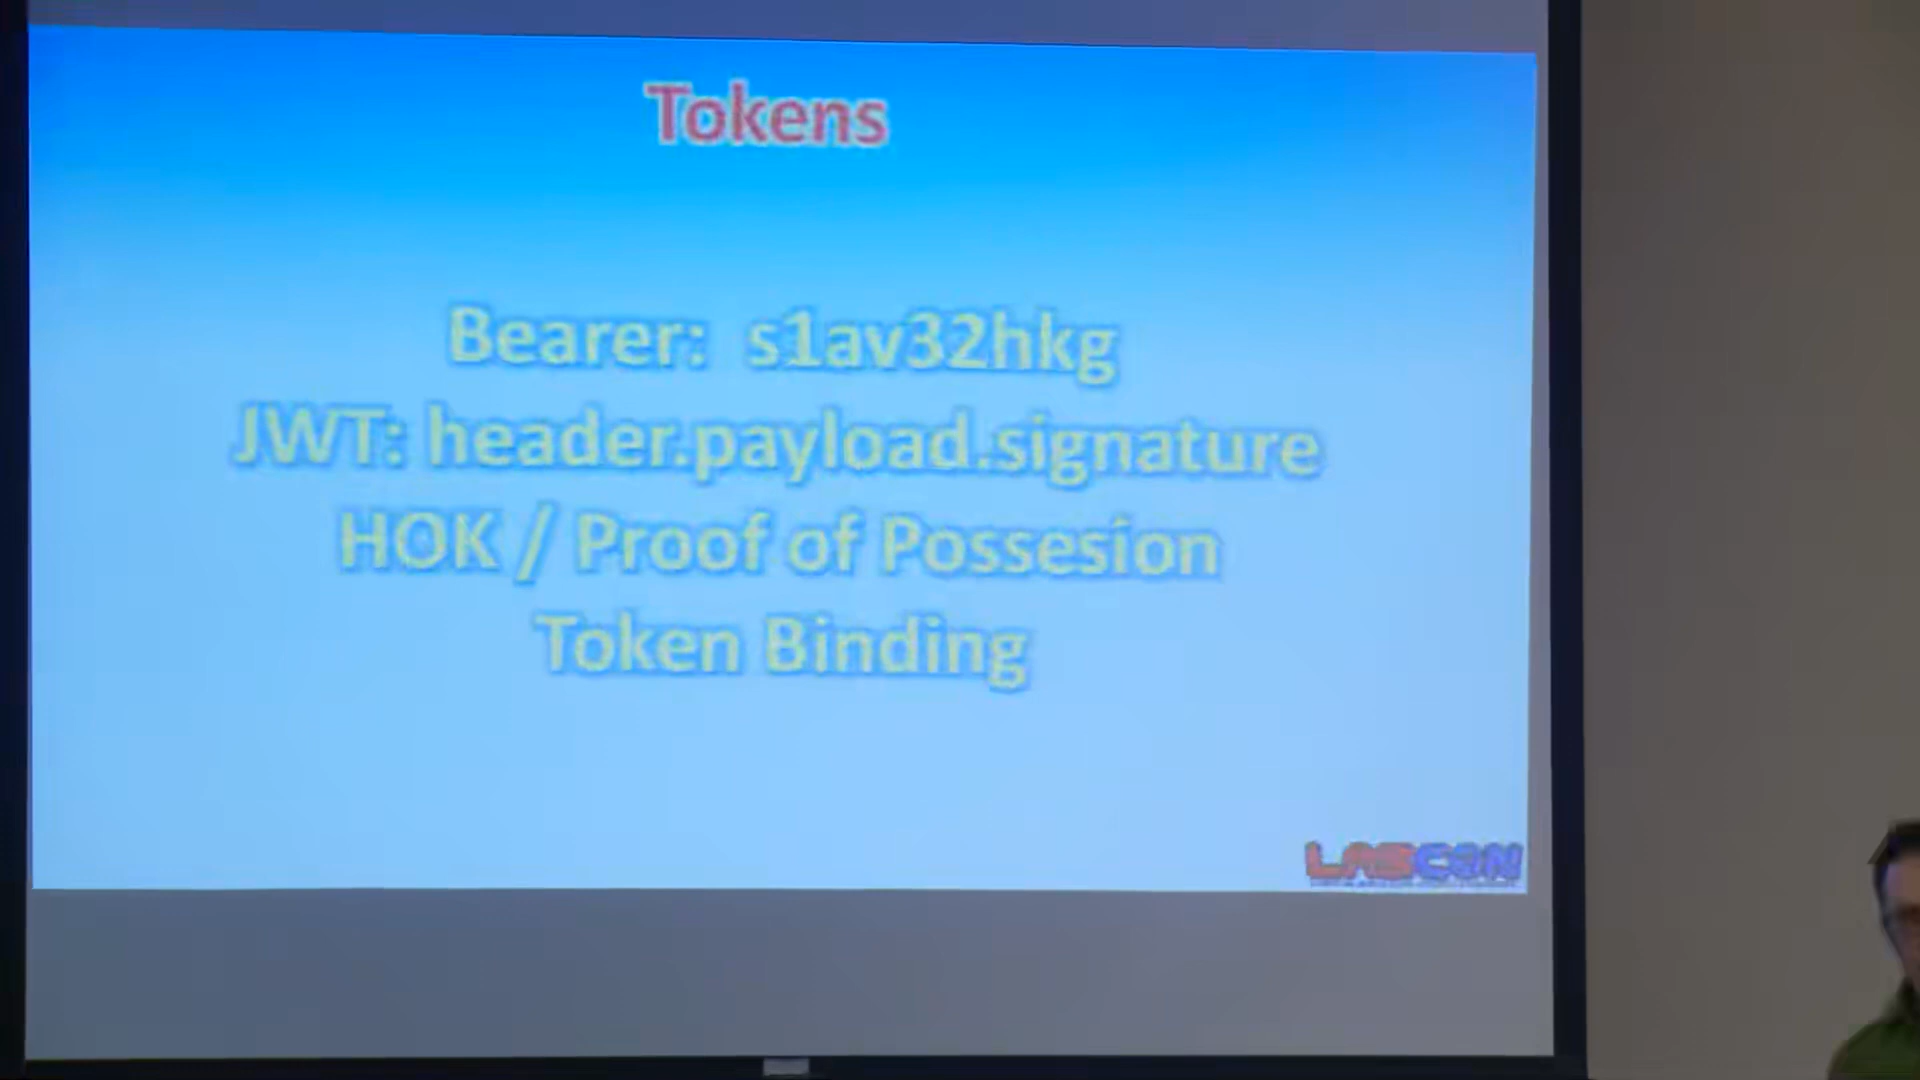 Tokens
Bearer: s1av32hkg
JWT: header.payload.signature
HOK / Proof of Possesion
Token Binding
LASCON